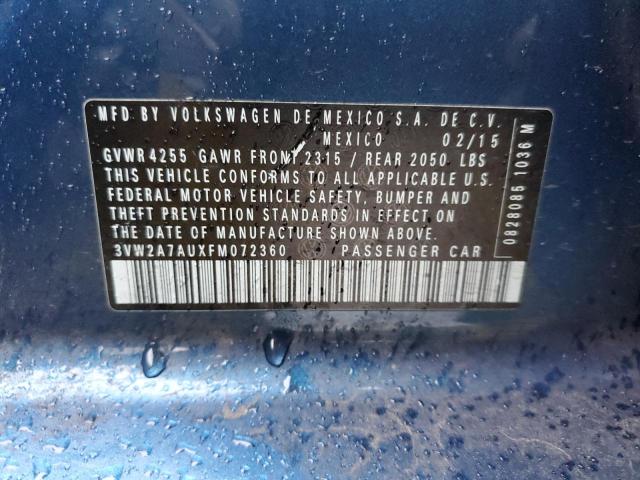 MFD BY VOLKSWAGEN DE MEXICO S.A. DE C.V.
MEXICO 02/15
GVWR 4255 GAWR FRONT 2315 / REAR 2050 LBS
THIS VEHICLE CONFORMS TO ALL APPLICABLE U.S.
FEDERAL MOTOR VEHICLE SAFETY, BUMPER AND
THEFT PREVENTION STANDARDS IN EFFECT ON
THE DATE OF MANUFACTURE SHOWN ABOVE.
3VW2A7AUXFM072360 PASSENGER CAR
0828085 1036 M